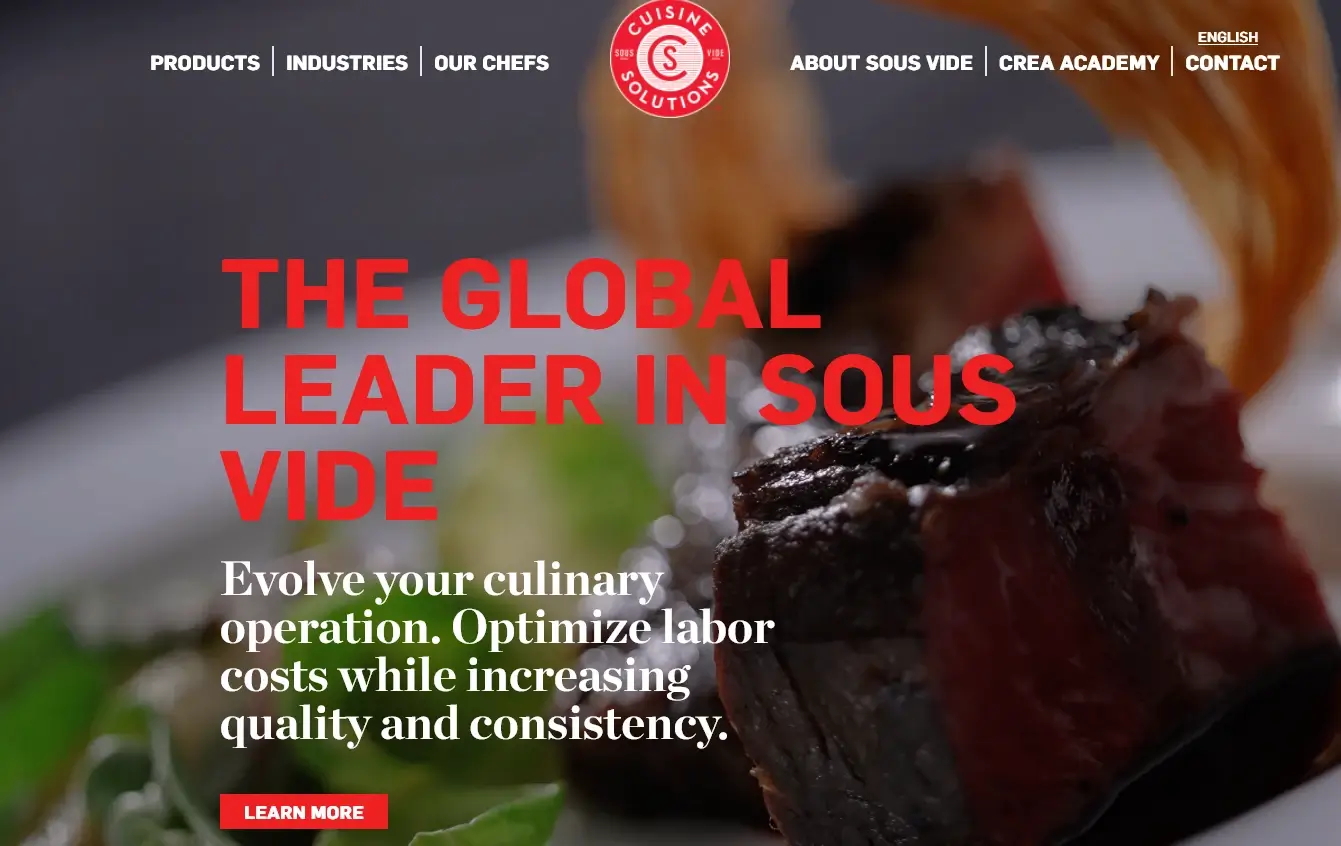 ENGLISH
PRODUCTS
INDUSTRIES
OUR CHEFS
CUISINE
SOUS
CS
VIDE
SOLUTIONS
ABOUT SOUS VIDE
CREA ACADEMY
CONTACT
THE GLOBAL
LEADER IN SOUS
VIDE
Evolve your culinary
operation. Optimize labor
costs while increasing
quality and consistency.
LEARN MORE